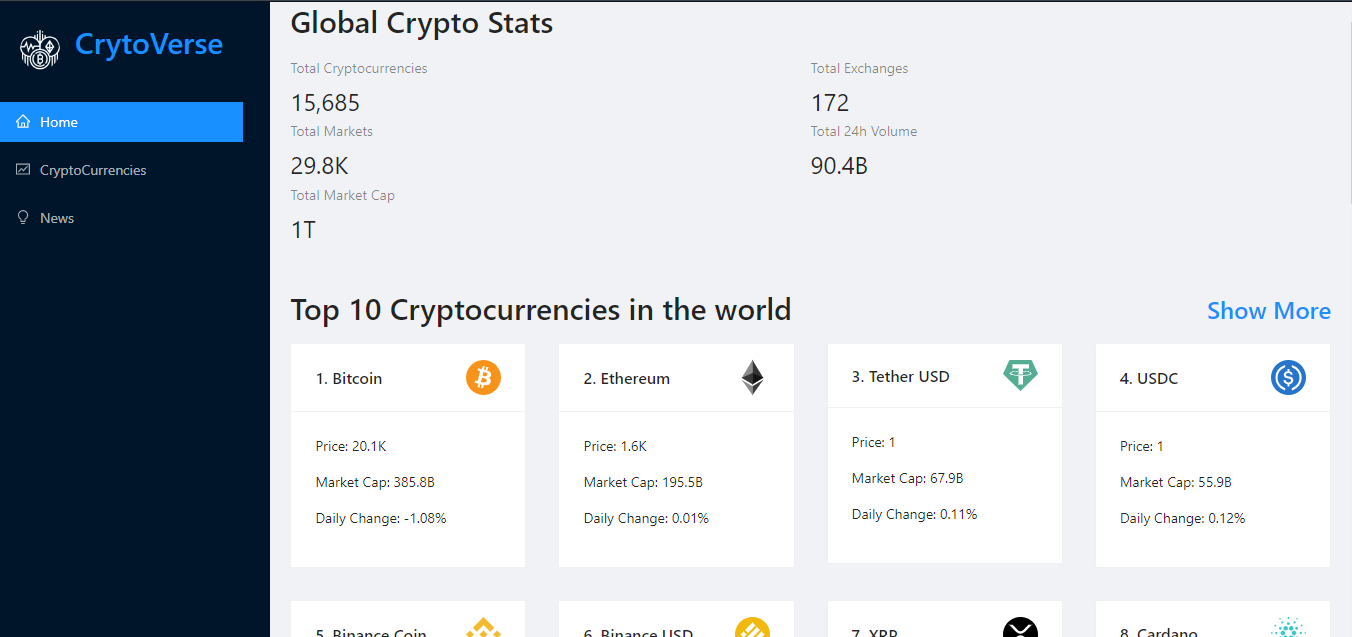 CrytoVerse
Home
CryptoCurrencies
News
Global Crypto Stats
Total Cryptocurrencies
15,685
Total Exchanges
172
Total Markets
29.8K
Total 24h Volume
90.4B
Total Market Cap
1T
Top 10 Cryptocurrencies in the world
Show More
1. Bitcoin
Price: 20.1K
Market Cap: 385.8B
Daily Change: -1.08%
2. Ethereum
Price: 1.6K
Market Cap: 195.5B
Daily Change: 0.01%
3. Tether USD
Price: 1
Market Cap: 67.9B
Daily Change: 0.11%
4. USDC
Price: 1
Market Cap: 55.9B
Daily Change: 0.12%
5. Binance Coin
6. Binance USD
7. XRP
8. Cardano